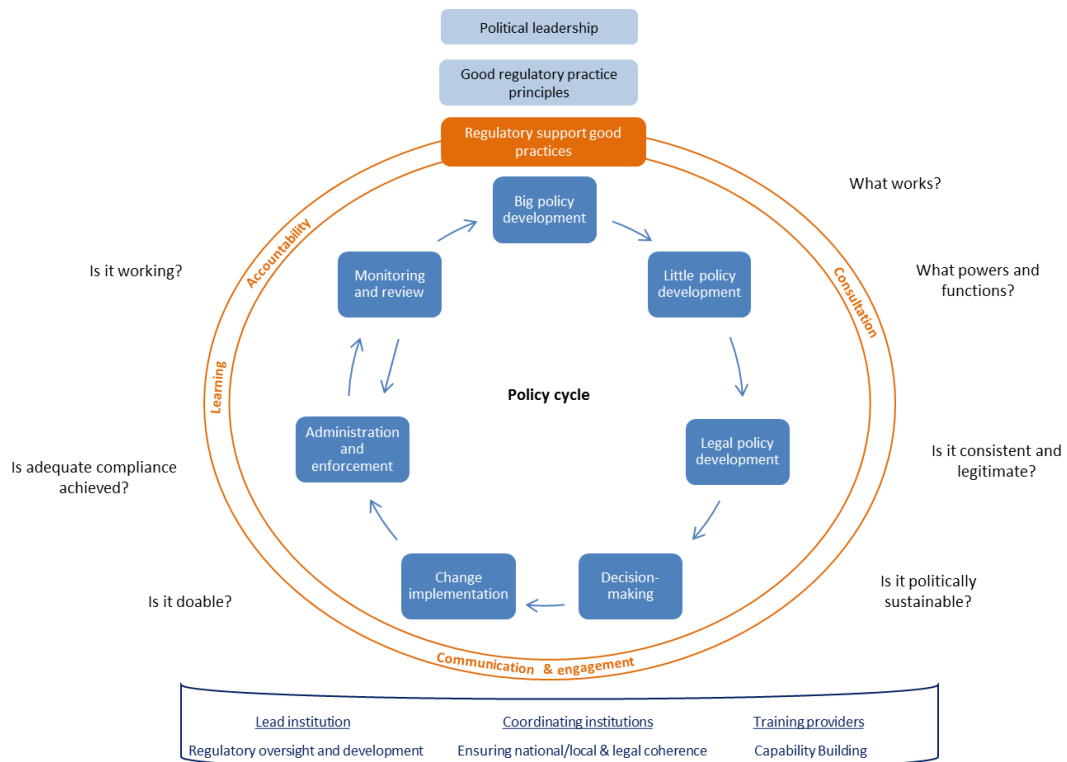 Political leadership
Good regulatory practice
principles
Regulatory support good
practices
What works?
Big policy
development
Accountability
Is it working?
Monitoring
and review
Little policy
development
Consultation
What powers and
functions?
Learning
Policy cycle
Is adequate compliance
achieved?
Administration
and
enforcement
Legal policy
development
Is it consistent and
legitimate?
Is it doable?
Change
implementation
Decision-
making
Is it politically
sustainable?
Communication & engagement
Lead institution
Coordinating institutions
Training providers
Regulatory oversight and development
Ensuring national/local & legal coherence
Capability Building